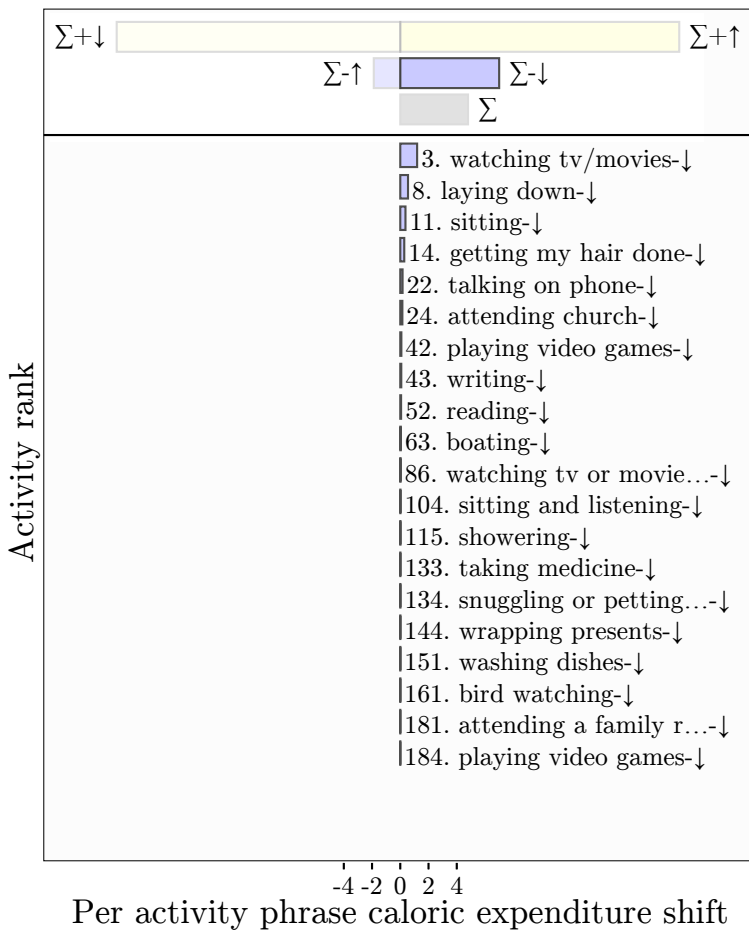 ∑+↓ ∑+↑
∑-↑ ∑-↓
∑
3. watching tv/movies-↓
8. laying down-↓
11. sitting-↓
14. getting my hair done-↓
22. talking on phone-↓
24. attending church-↓
42. playing video games-↓
43. writing-↓
52. reading-↓
63. boating-↓
86. watching tv or movie...-↓
104. sitting and listening-↓
115. showering-↓
133. taking medicine-↓
134. snuggling or petting...-↓
144. wrapping presents-↓
151. washing dishes-↓
161. bird watching-↓
181. attending a family r...-↓
184. playing video games-↓
Activity rank
-4 -2 0 2 4
Per activity phrase caloric expenditure shift